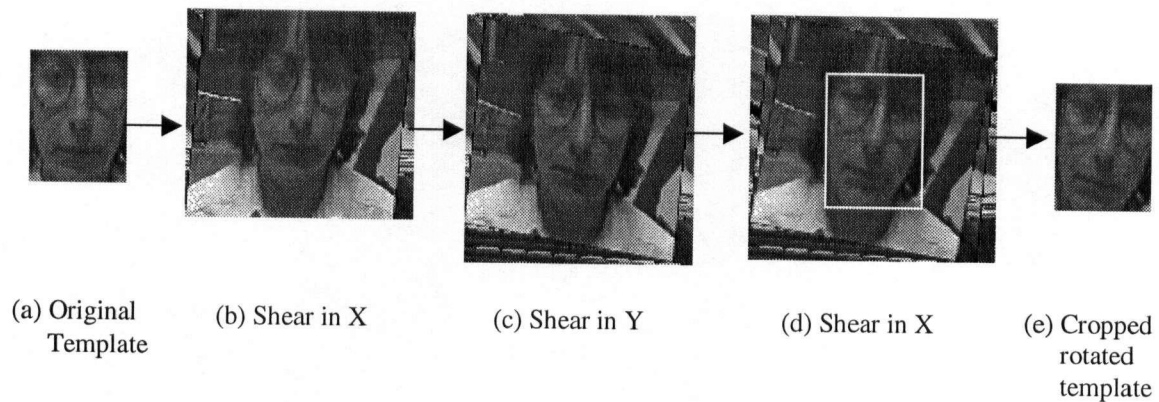 (a) Original
Template
(b) Shear in X
(c) Shear in Y
(d) Shear in X
(e) Cropped
rotated
template